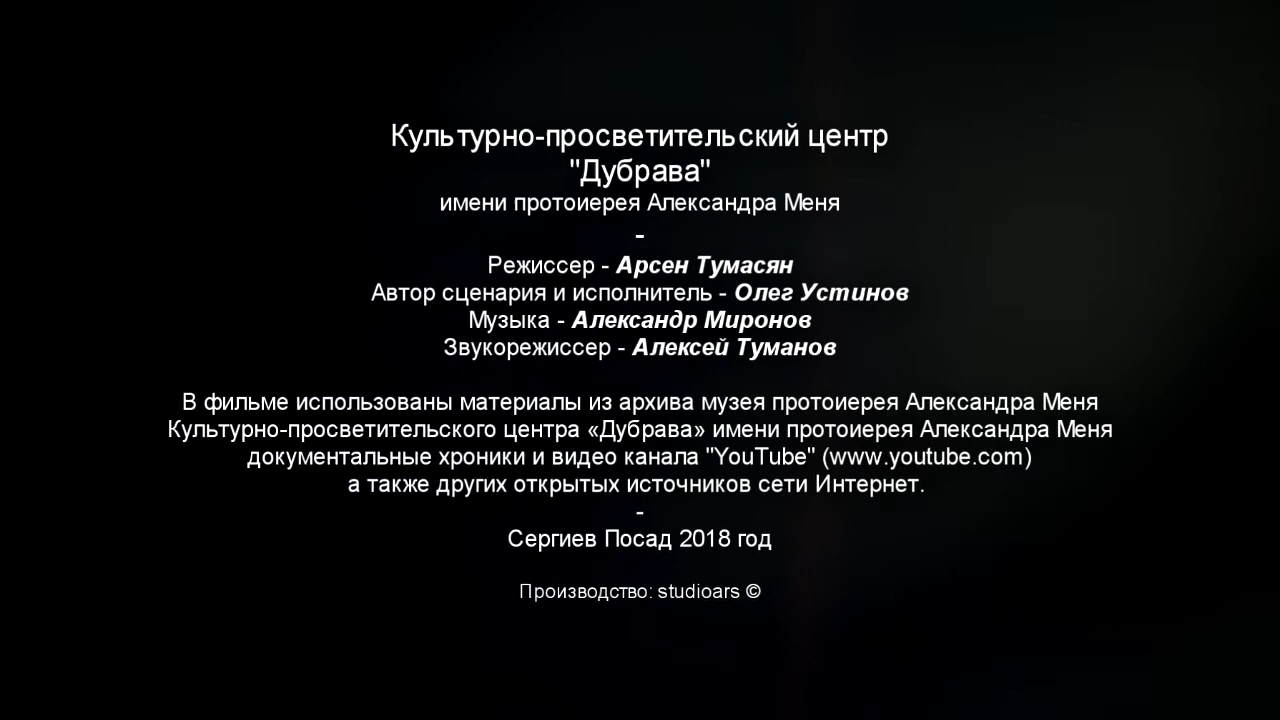 Культурно-просветительский центр
"Дубрава"
имени протоиерея Александра Меня
-
Режиссер - Арсен Тумасян
Автор сценария и исполнитель - Олег Устинов
Музыка - Александр Миронов
Звукорежиссер - Алексей Туманов
В фильме использованы материалы из архива музея протоиерея Александра Меня
Культурно-просветительского центра «Дубрава» имени протоиерея Александра Меня
документальные хроники и видео канала "YouTube" (www.youtube.com)
а также других открытых источников сети Интернет.
-
Сергиев Посад 2018 год
Производство: studioars ©